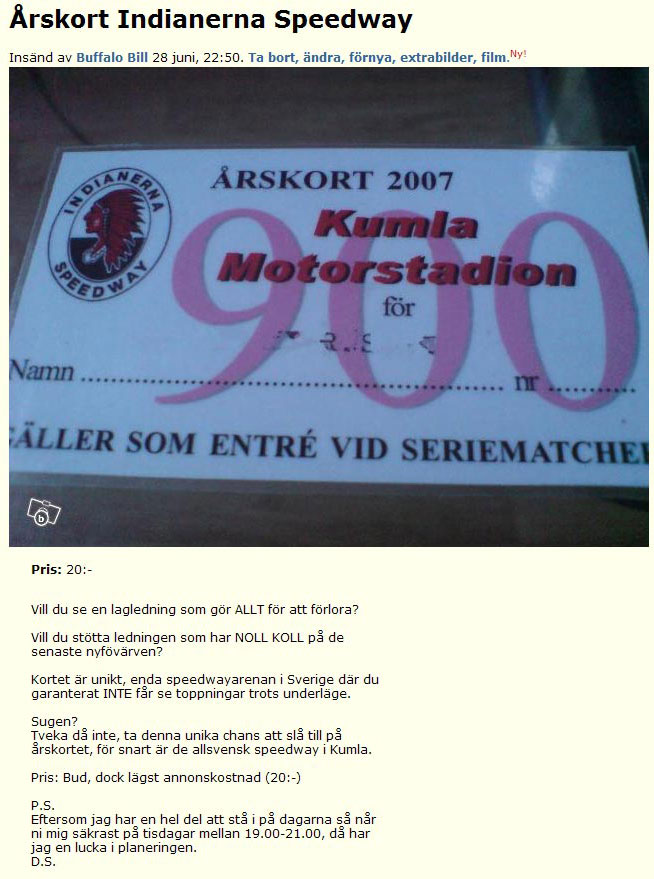 Årskort Indianerna Speedway
Insänd av Buffalo Bill 28 juni, 22:50. Ta bort, ändra, förnya, extrabilder, film.Ny!
INDIANERNA
SPEEDWAY
ÅRSKORT 2007
900
Kumla
Motorstadion
för
Namn ........................ nr ............
GÄLLER SOM ENTRÉ VID SERIEMATCHER
b
Pris: 20:-
Vill du se en lagledning som gör ALLT för att förlora?
Vill du stötta ledningen som har NOLL KOLL på de
senaste nyförvärven?
Kortet är unikt, enda speedwayarenan i Sverige där du
garanterat INTE får se toppningar trots underläge.
Sugen?
Tveka då inte, ta denna unika chans att slå till på
årskortet, för snart är de allsvensk speedway i Kumla.
Pris: Bud, dock lägst annonskostnad (20:-)
P.S.
Eftersom jag har en hel del att stå i på dagarna så når
ni mig säkrast på tisdagar mellan 19.00-21.00, då har
jag en lucka i planeringen.
D.S.